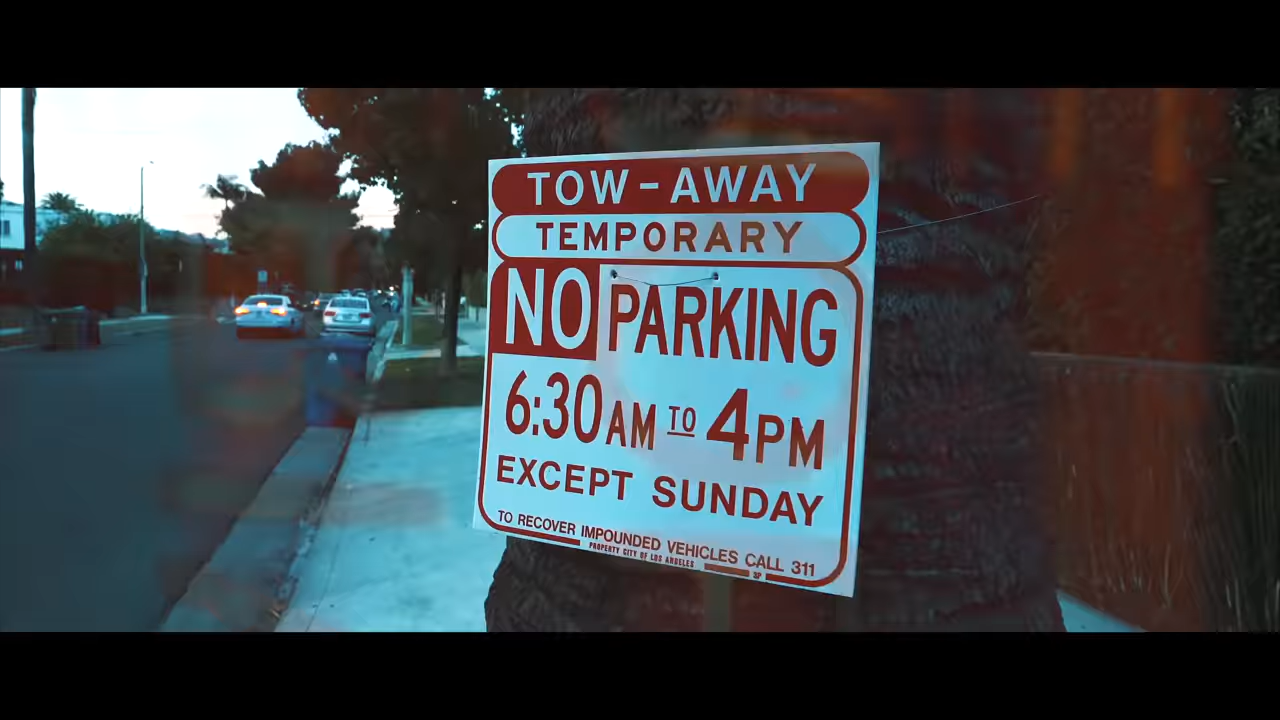 TOW-AWAY
TEMPORARY
NO PARKING
6:30AM TO 4PM
EXCEPT SUNDAY
TO RECOVER IMPOUNDED VEHICLES CALL 311
PROPERTY CITY OF LOS ANGELES